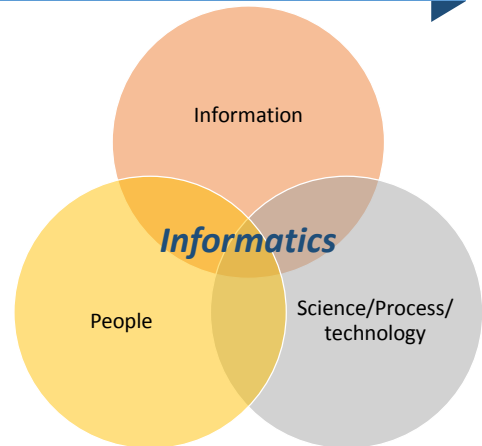 Information
Informatics
People
Science/Process/
technology